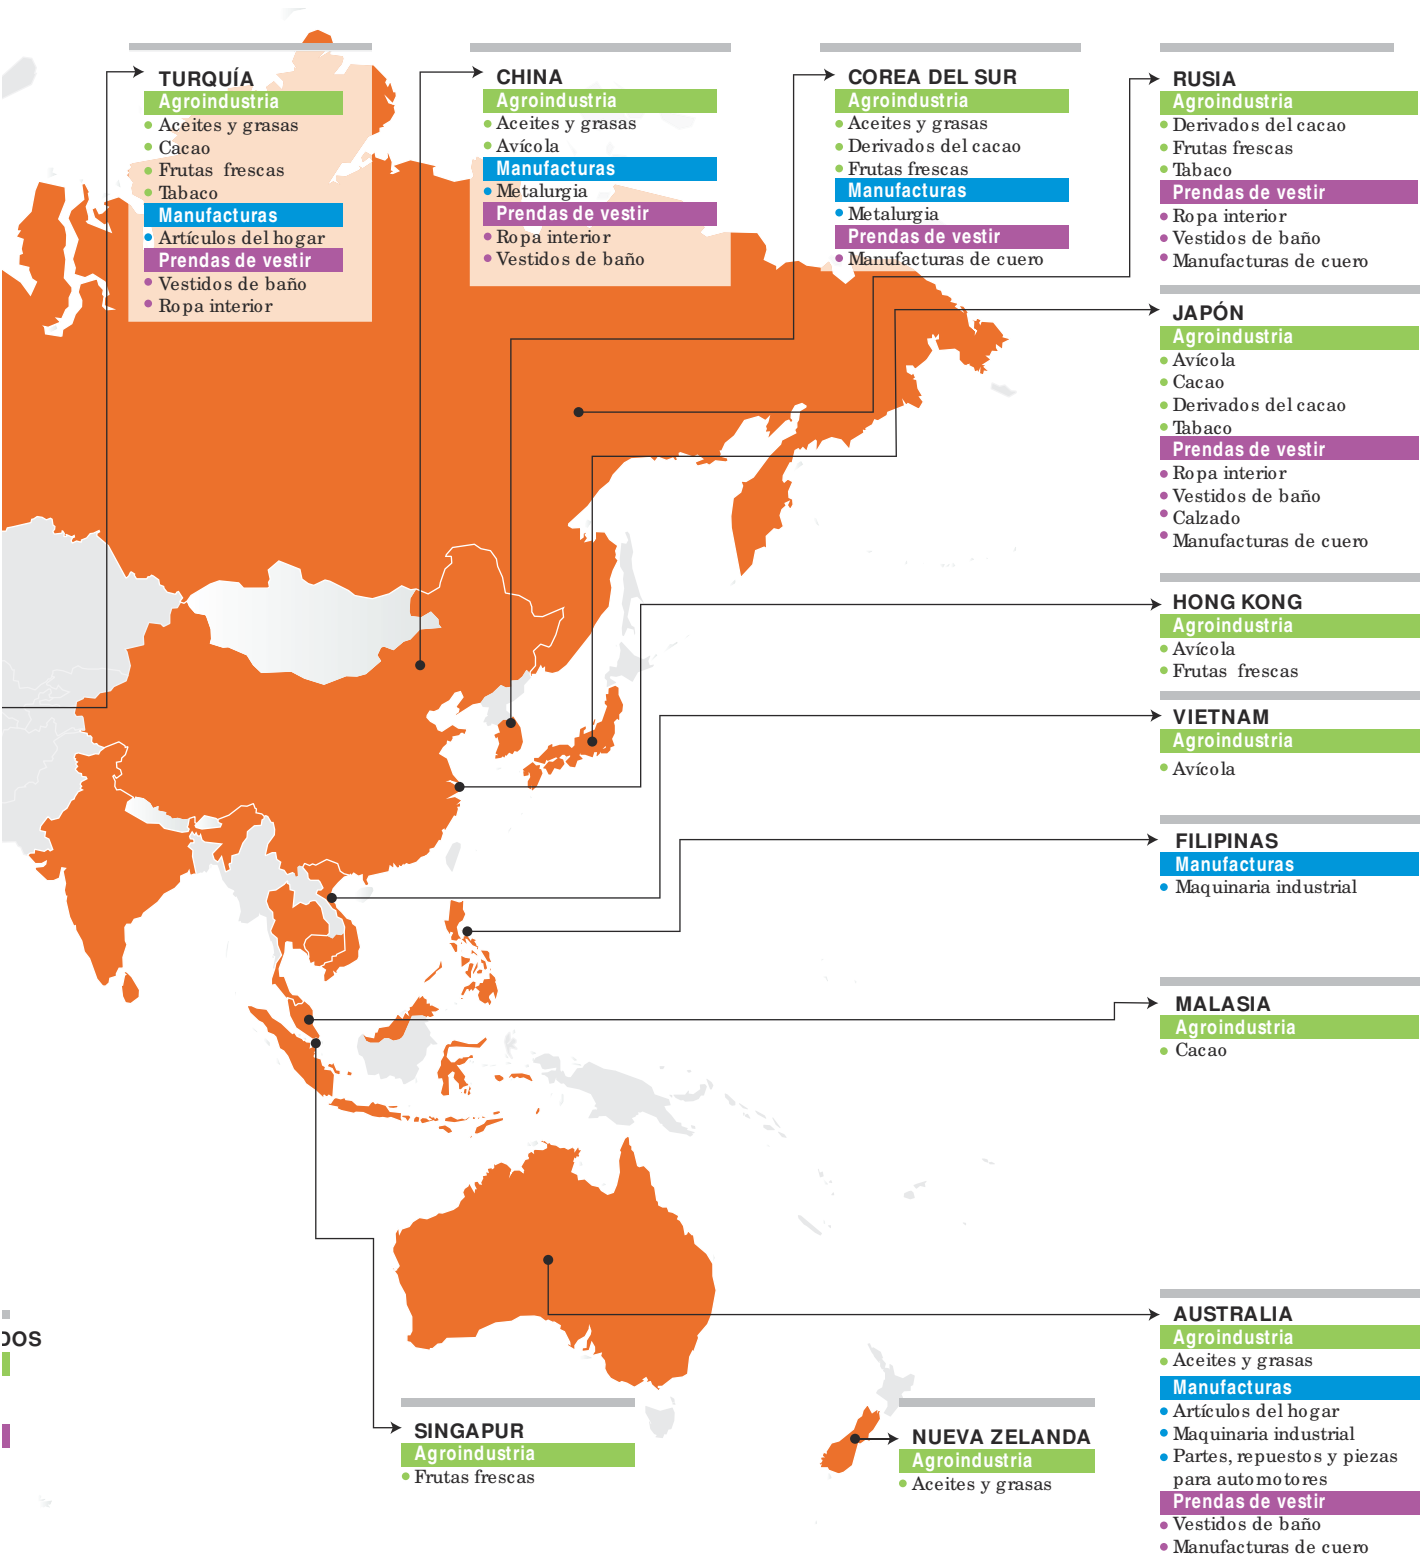 TURQUÍA
Agroindustria
Aceites y grasas
Cacao
Frutas frescas
Tabaco
Manufacturas
Artículos del hogar
Prendas de vestir
Vestidos de baño
Ropa interior
CHINA
Agroindustria
Aceites y grasas
Avícola
Manufacturas
Metalurgia
Prendas de vestir
Ropa interior
Vestidos de baño
COREA DEL SUR
Agroindustria
Aceites y grasas
Derivados del cacao
Frutas frescas
Manufacturas
Metalurgia
Prendas de vestir
Manufacturas de cuero
RUSIA
Agroindustria
Derivados del cacao
Frutas frescas
Tabaco
Prendas de vestir
Ropa interior
Vestidos de baño
Manufacturas de cuero
JAPÓN
Agroindustria
Avícola
Cacao
Derivados del cacao
Tabaco
Prendas de vestir
Ropa interior
Vestidos de baño
Calzado
Manufacturas de cuero
HONG KONG
Agroindustria
Avícola
Frutas frescas
VIETNAM
Agroindustria
Avícola
FILIPINAS
Manufacturas
Maquinaria industrial
MALASIA
Agroindustria
Cacao
AUSTRALIA
Agroindustria
Aceites y grasas
Manufacturas
Artículos del hogar
Maquinaria industrial
Partes, repuestos y piezas
para automotores
Prendas de vestir
Vestidos de baño
Manufacturas de cuero
DOS
SINGAPUR
Agroindustria
Frutas frescas
NUEVA ZELANDA
Agroindustria
Aceites y grasas